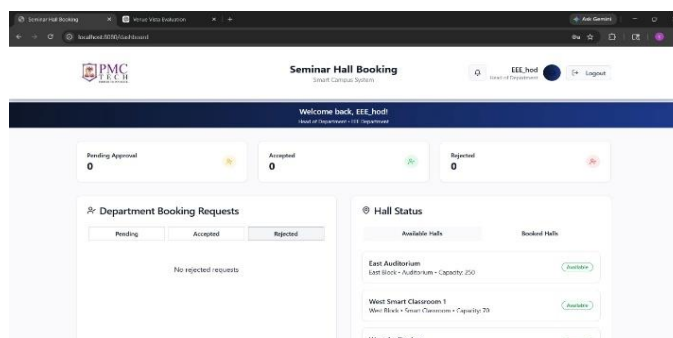 Seminar Hall Booking
Venue Vista Evaluation
Ask Gemini
localhost:8080/dashboard
PMC
TECH
Seminar Hall Booking
Smart Campus System
EEE_hod
Head of Department
Logout
Welcome back, EEE_hod!
Head of Department • EEE Department
Pending Approval
0
Accepted
0
Rejected
0
Department Booking Requests
Pending
Accepted
Rejected
No rejected requests
Hall Status
Available Halls
Booked Halls
East Auditorium
East Block • Auditorium • Capacity: 250
Available
West Smart Classroom 1
West Block • Smart Classroom • Capacity: 70
Available